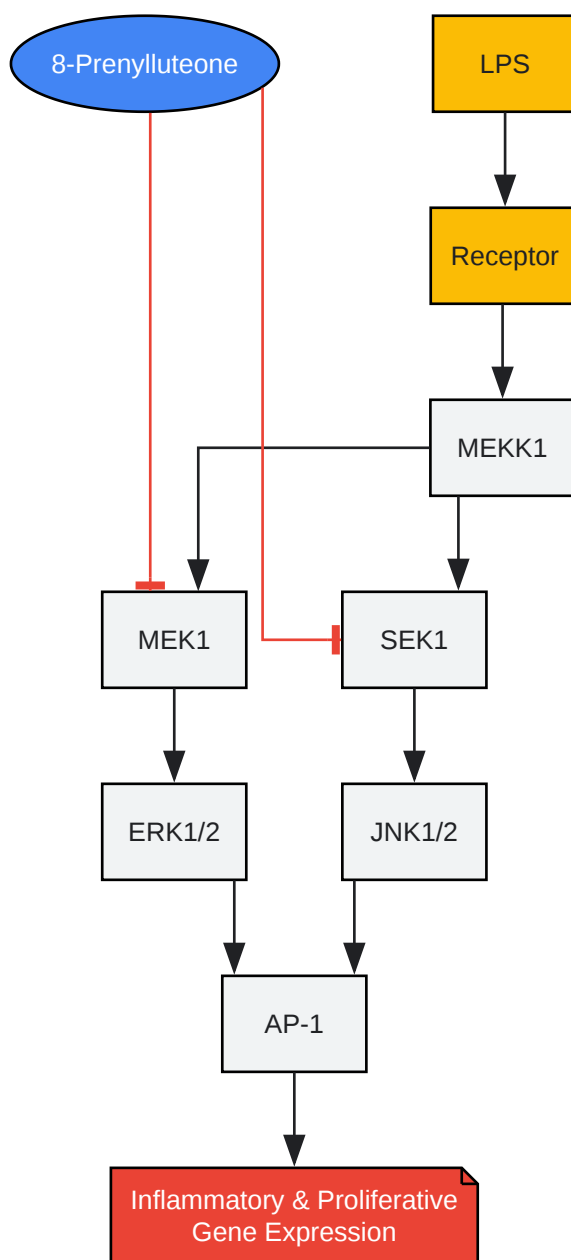 8-Prenylluteone
LPS
Receptor
MEKK1
MEK1
SEK1
ERK1/2
JNK1/2
AP-1
Inflammatory & Proliferative
Gene Expression